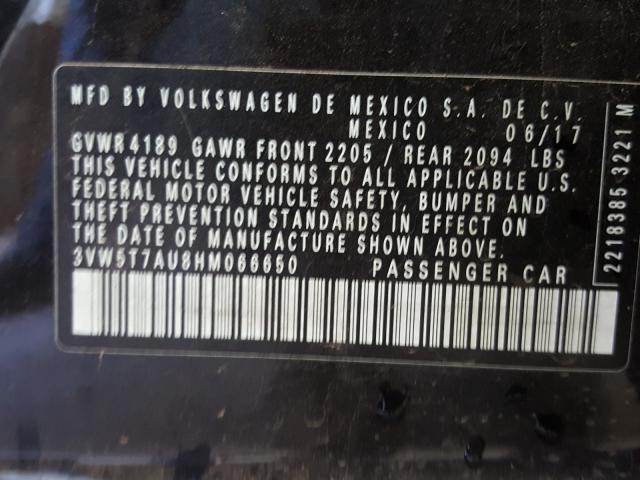 MFD BY VOLKSWAGEN DE MEXICO S.A. DE C.V.
MEXICO 06/17
GVWR 4189 GAWR FRONT 2205 / REAR 2094 LBS
THIS VEHICLE CONFORMS TO ALL APPLICABLE U.S.
FEDERAL MOTOR VEHICLE SAFETY, BUMPER AND
THEFT PREVENTION STANDARDS IN EFFECT ON
THE DATE OF MANUFACTURE SHOWN ABOVE.
3VW5T7AU8HM066650 PASSENGER CAR
2218385 3221 M